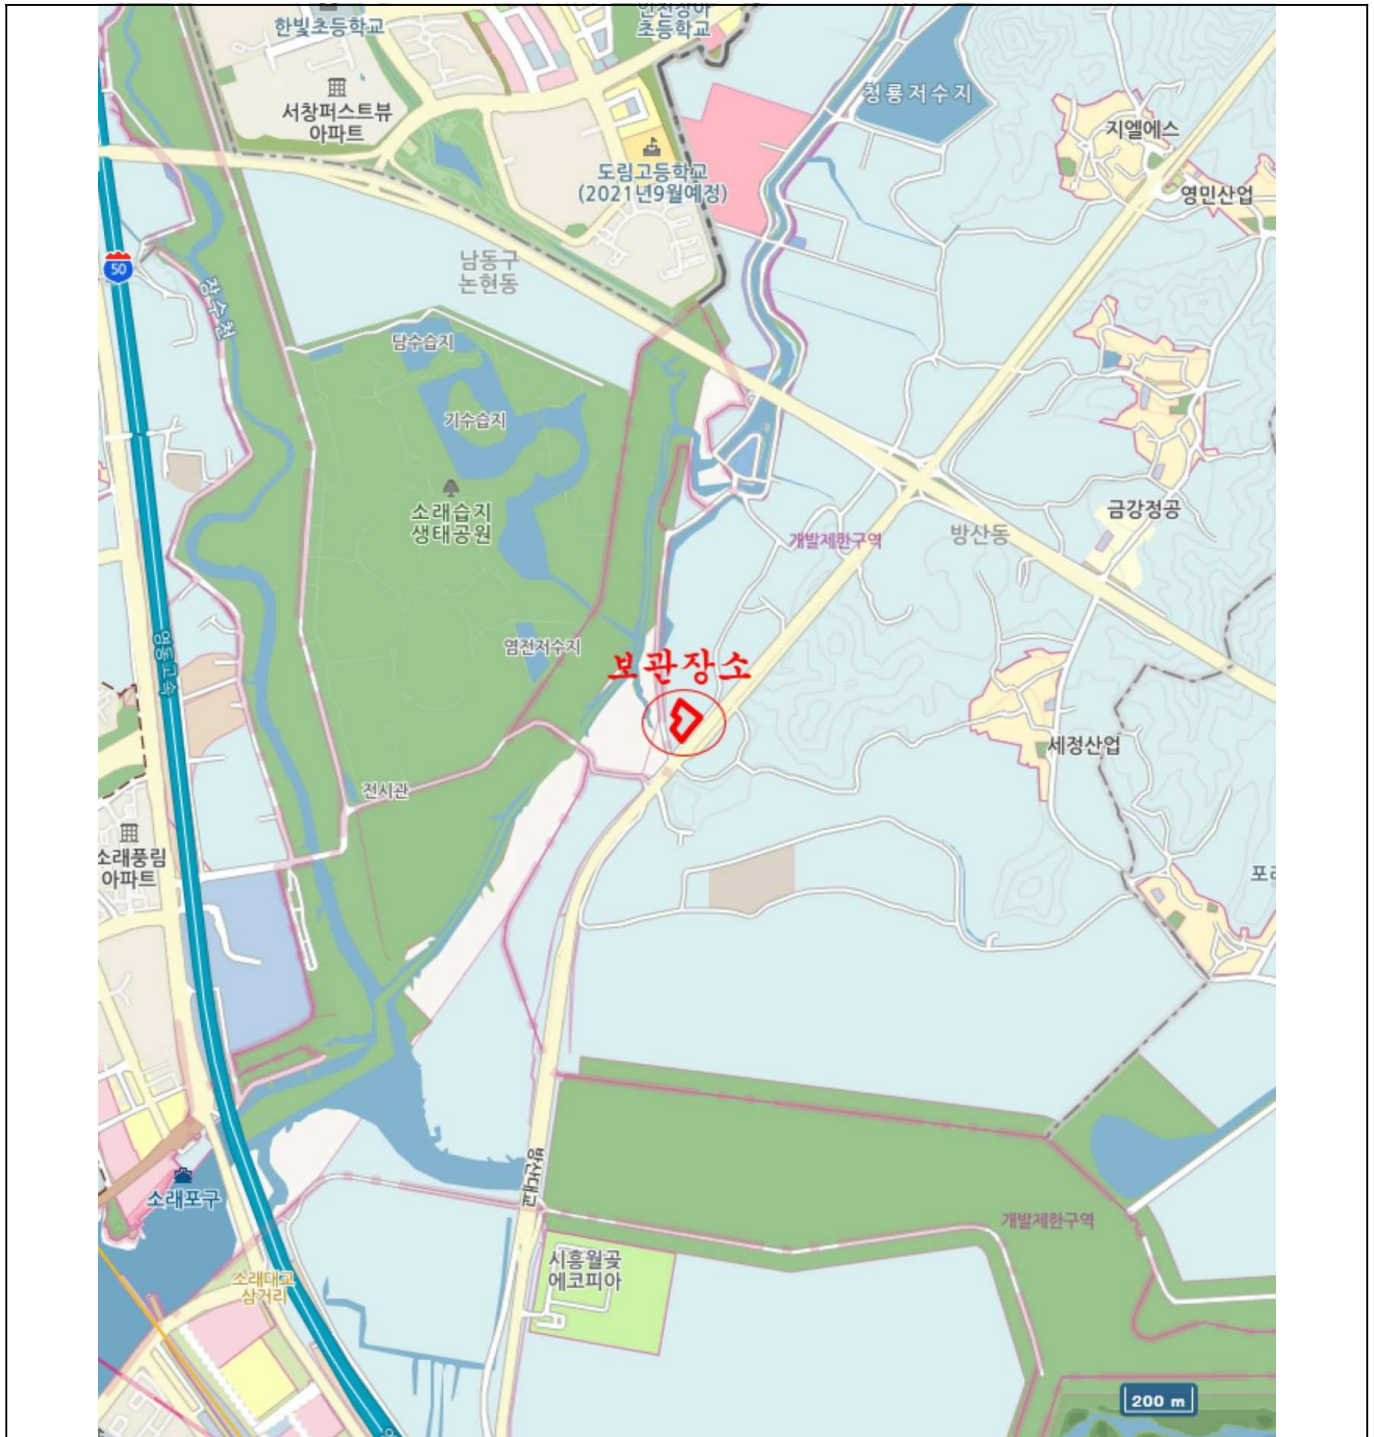 한빛초등학교
인천장아
초등학교
서창퍼스트뷰
아파트
청룡저수지
지엘에스
도림고등학교
(2021년9월예정)
영민산업
남동구
논현동
50
장수천
담수습지
기수습지
소래습지
생태공원
금강정공
개발제한구역
방산동
영동고속
염전저수지
보관장소
세정산업
전시관
소래풍림
아파트
방산대교
소래포구
개발제한구역
시흥월곶
에코피아
소래대교
삼거리
200 m